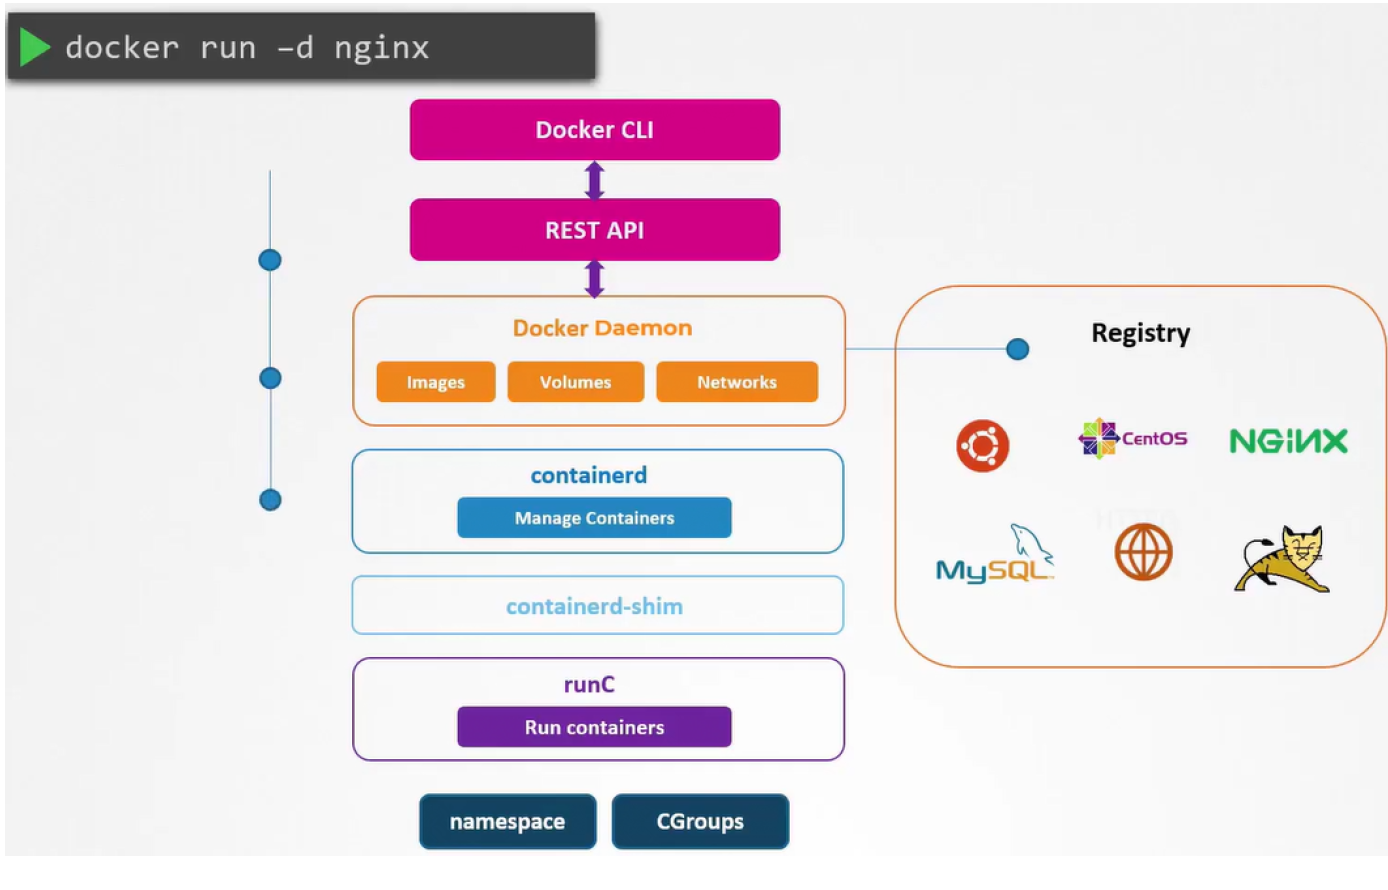 docker run –d nginx
Docker CLI
REST API
Docker Daemon
Images
Volumes
Networks
containerd
Manage Containers
containerd-shim
runC
Run containers
namespace
CGroups
Registry
CentOS
NGINX
MySQL